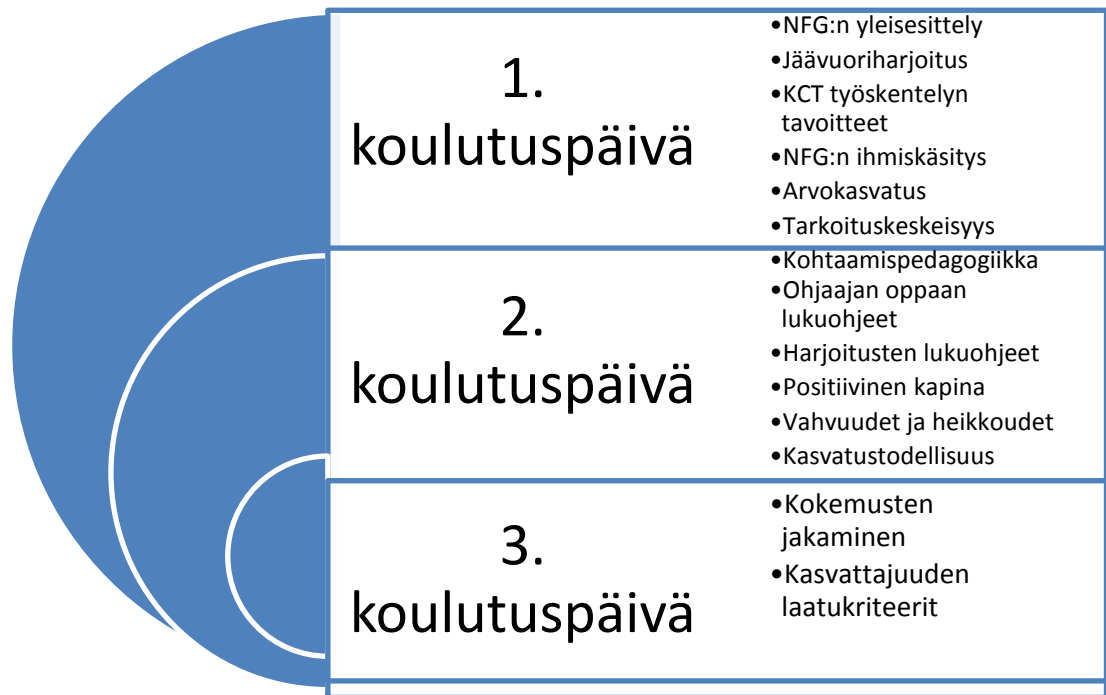 1.
koulutuspäivä
•NFG:n yleisesittely
•Jäävuoriharjoitus
•KCT työskentelyn
tavoitteet
•NFG:n ihmiskäsitys
•Arvokasvatus
•Tarkoituskeskeisyys
2.
koulutuspäivä
•Kohtaamispedagogiikka
•Ohjaajan oppaan
lukuohjeet
•Harjoitusten lukuohjeet
•Positiivinen kapina
•Vahvuudet ja heikkoudet
•Kasvatustodellisuus
3.
koulutuspäivä
•Kokemusten
jakaminen
•Kasvattajuuden
laatukriteerit